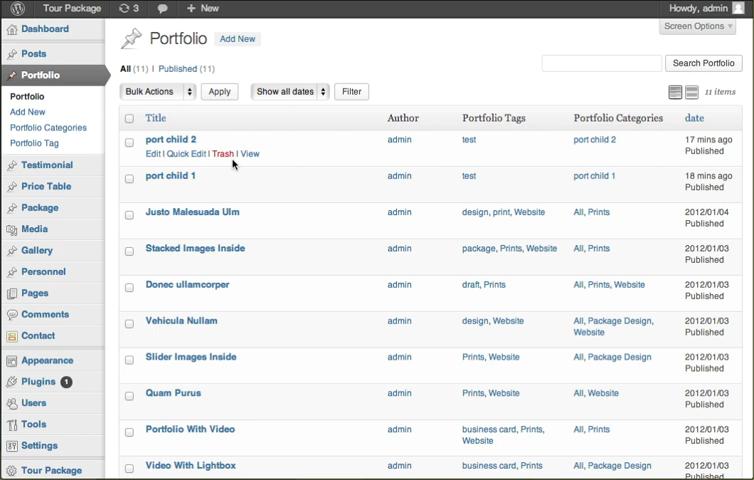 Tour Package 3 + New Howdy, admin
Dashboard
Posts
Portfolio
Portfolio
Add New
Portfolio Categories
Portfolio Tag
Testimonial
Price Table
Package
Media
Gallery
Personnel
Pages
Comments
Contact
Appearance
Plugins 1
Users
Tools
Settings
Tour Package
Screen Options
Portfolio Add New
All (11) | Published (11)
Search Portfolio
Bulk Actions Apply Show all dates Filter 11 items
Title Author Portfolio Tags Portfolio Categories date
port child 2 admin test port child 2 17 mins ago
Published
Edit | Quick Edit | Trash | View
port child 1 admin test port child 1 18 mins ago
Published
Justo Malesuada Ulm admin design, print, Website All, Prints 2012/01/04
Published
Stacked Images Inside admin package, Prints, Website All, Prints 2012/01/03
Published
Donec ullamcorper admin draft, Prints All, Prints, Website 2012/01/03
Published
Vehicula Nullam admin design, Website All, Package Design, 2012/01/03
Website Published
Slider Images Inside admin Prints, Website All, Package Design 2012/01/03
Published
Quam Purus admin Prints, Website All, Website 2012/01/03
Published
Portfolio With Video admin business card, Prints, All, Prints 2012/01/03
Website Published
Video With Lightbox admin business card, Prints All, Package Design 2012/01/03
Published